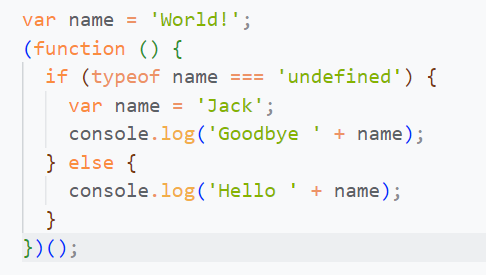 var name = 'World!';
(function () {
  if (typeof name === 'undefined') {
    var name = 'Jack';
    console.log('Goodbye ' + name);
  } else {
    console.log('Hello ' + name);
  }
})();